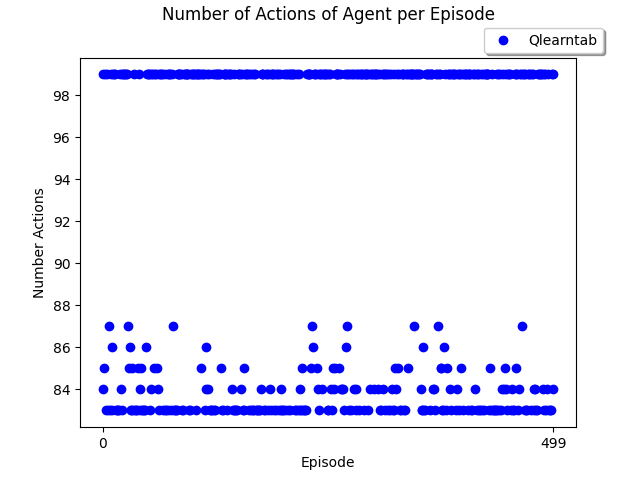 Number of Actions of Agent per Episode
Qlearntab
98
96
94
92
90
88
86
84
Number Actions
0
499
Episode